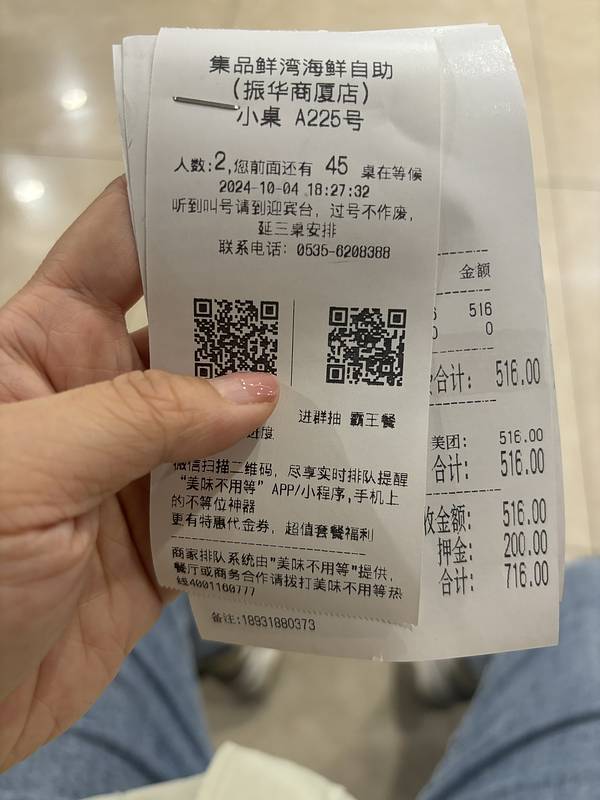 集品鲜湾海鲜自助
（振华商厦店）
小桌 A225号
人数:2,您前面还有 45 桌在等候
2024-10-04 18:27:32
听到叫号请到迎宾台，过号不作废，
延三桌安排
联系电话: 0535-6208388
进群抽 霸王餐
进度
微信扫描二维码，尽享实时排队提醒
"美味不用等" APP/小程序,手机上
的不等位神器
更有特惠代金券，超值套餐福利
商家排队系统由"美味不用等"提供，
餐厅或商务合作请拨打美味不用等热
线4001160777
金额
516
0 0
合计: 516.00
美团: 516.00
合计: 516.00
收金额: 516.00
押金: 200.00
合计: 716.00
备注:18931880373